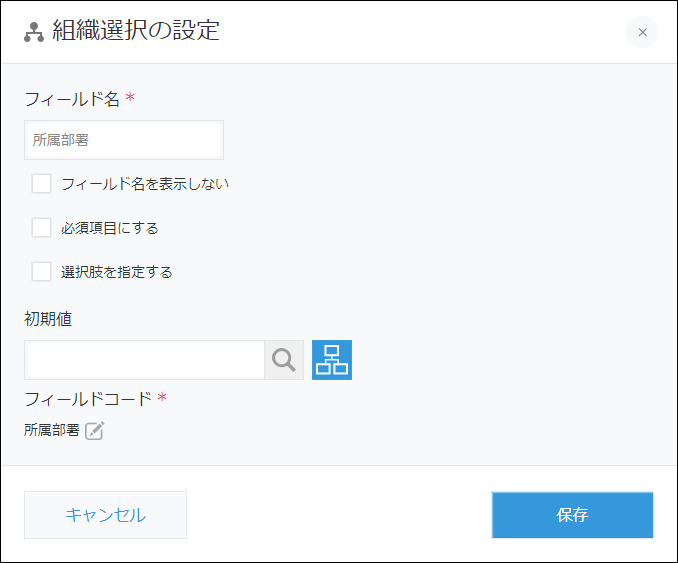 組織選択の設定
フィールド名 *
所属部署
フィールド名を表示しない
必須項目にする
選択肢を指定する
初期値
フィールドコード *
所属部署
キャンセル
保存